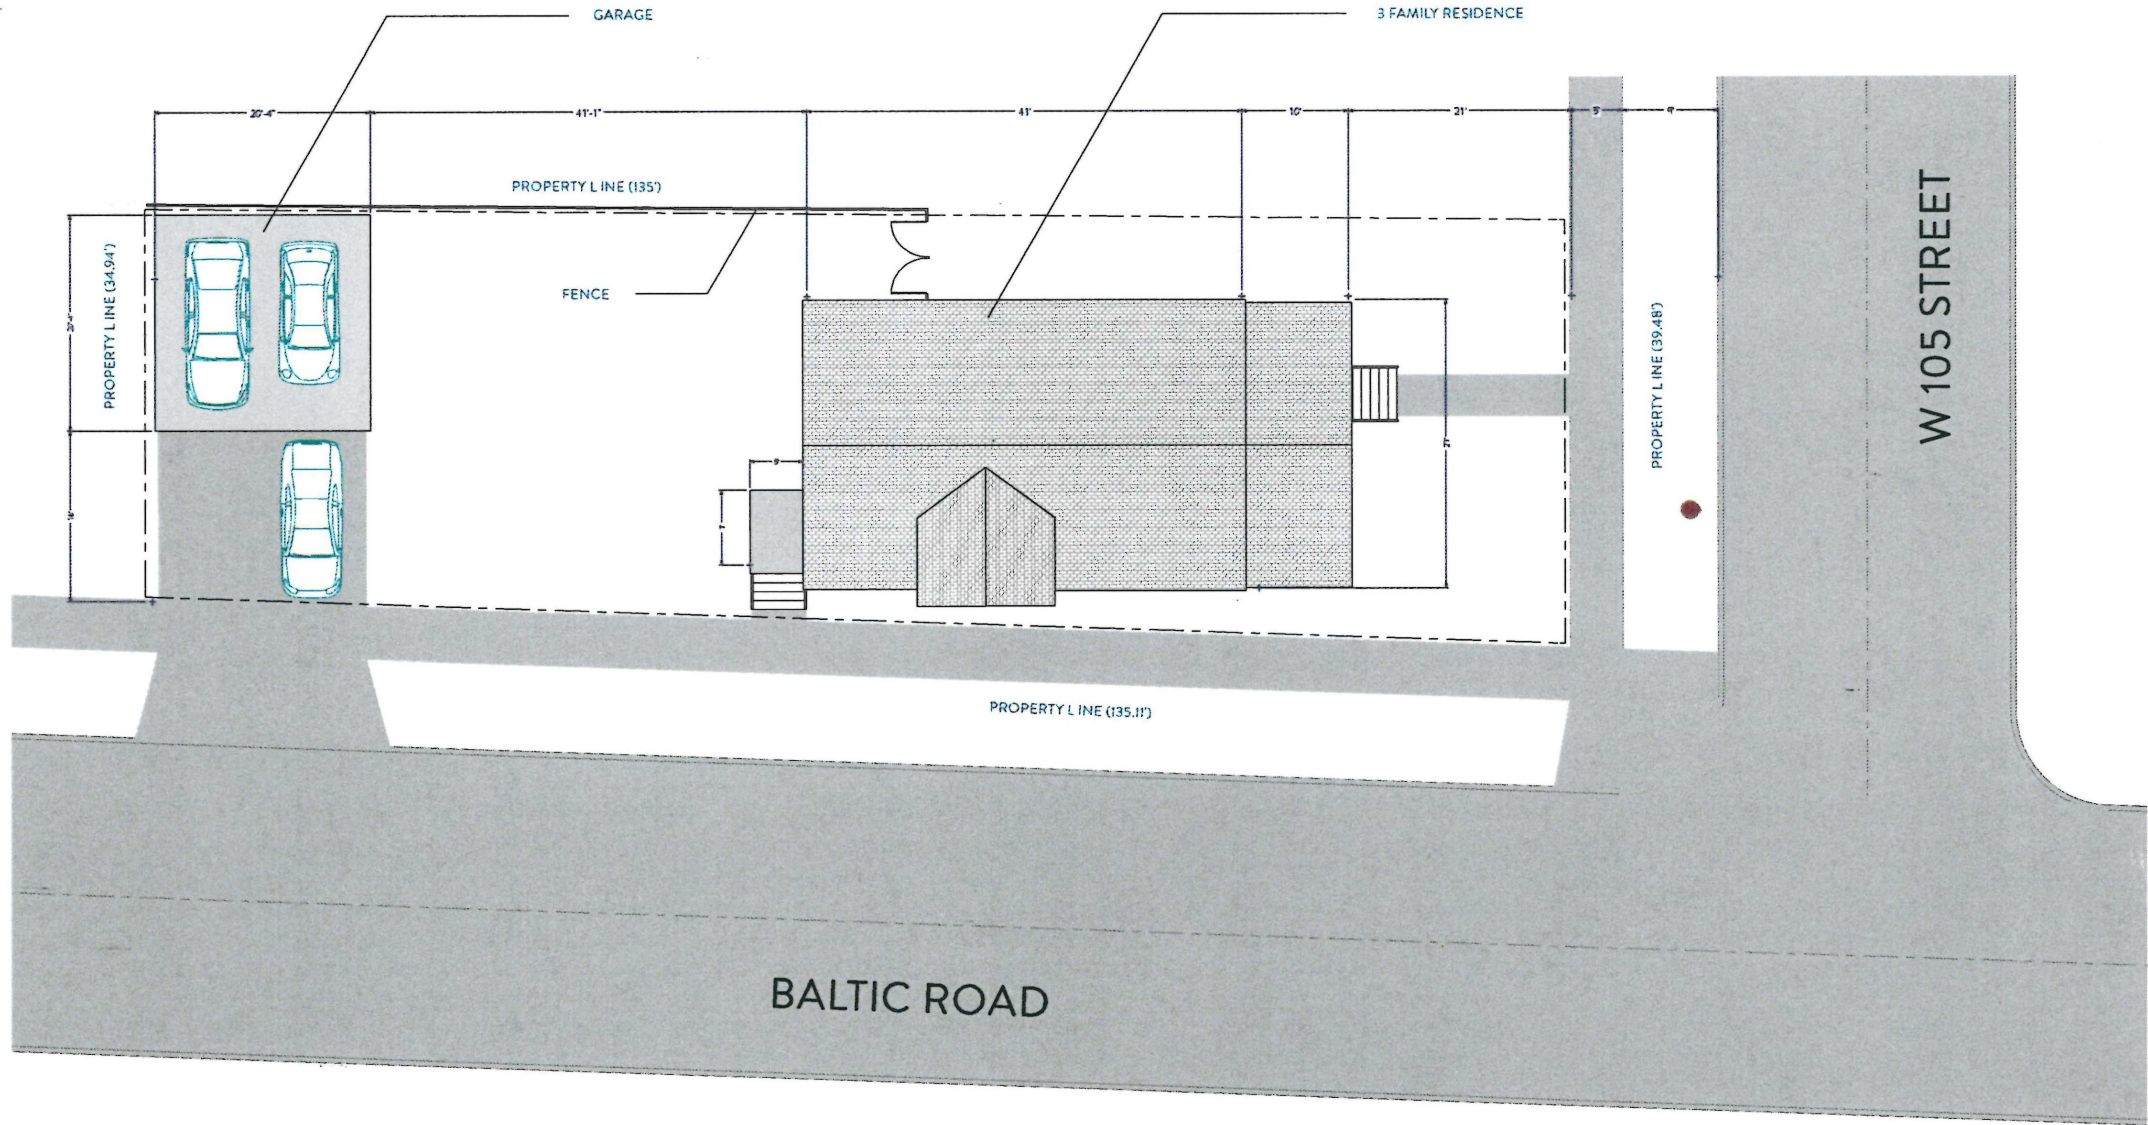 GARAGE
3 FAMILY RESIDENCE
20'-4"
41'-1"
41'
10'
21'
5'
9'
PROPERTY LINE (135')
PROPERTY LINE (34.94')
FENCE
PROPERTY LINE (39.48')
W 105 STREET
PROPERTY LINE (135.11')
BALTIC ROAD